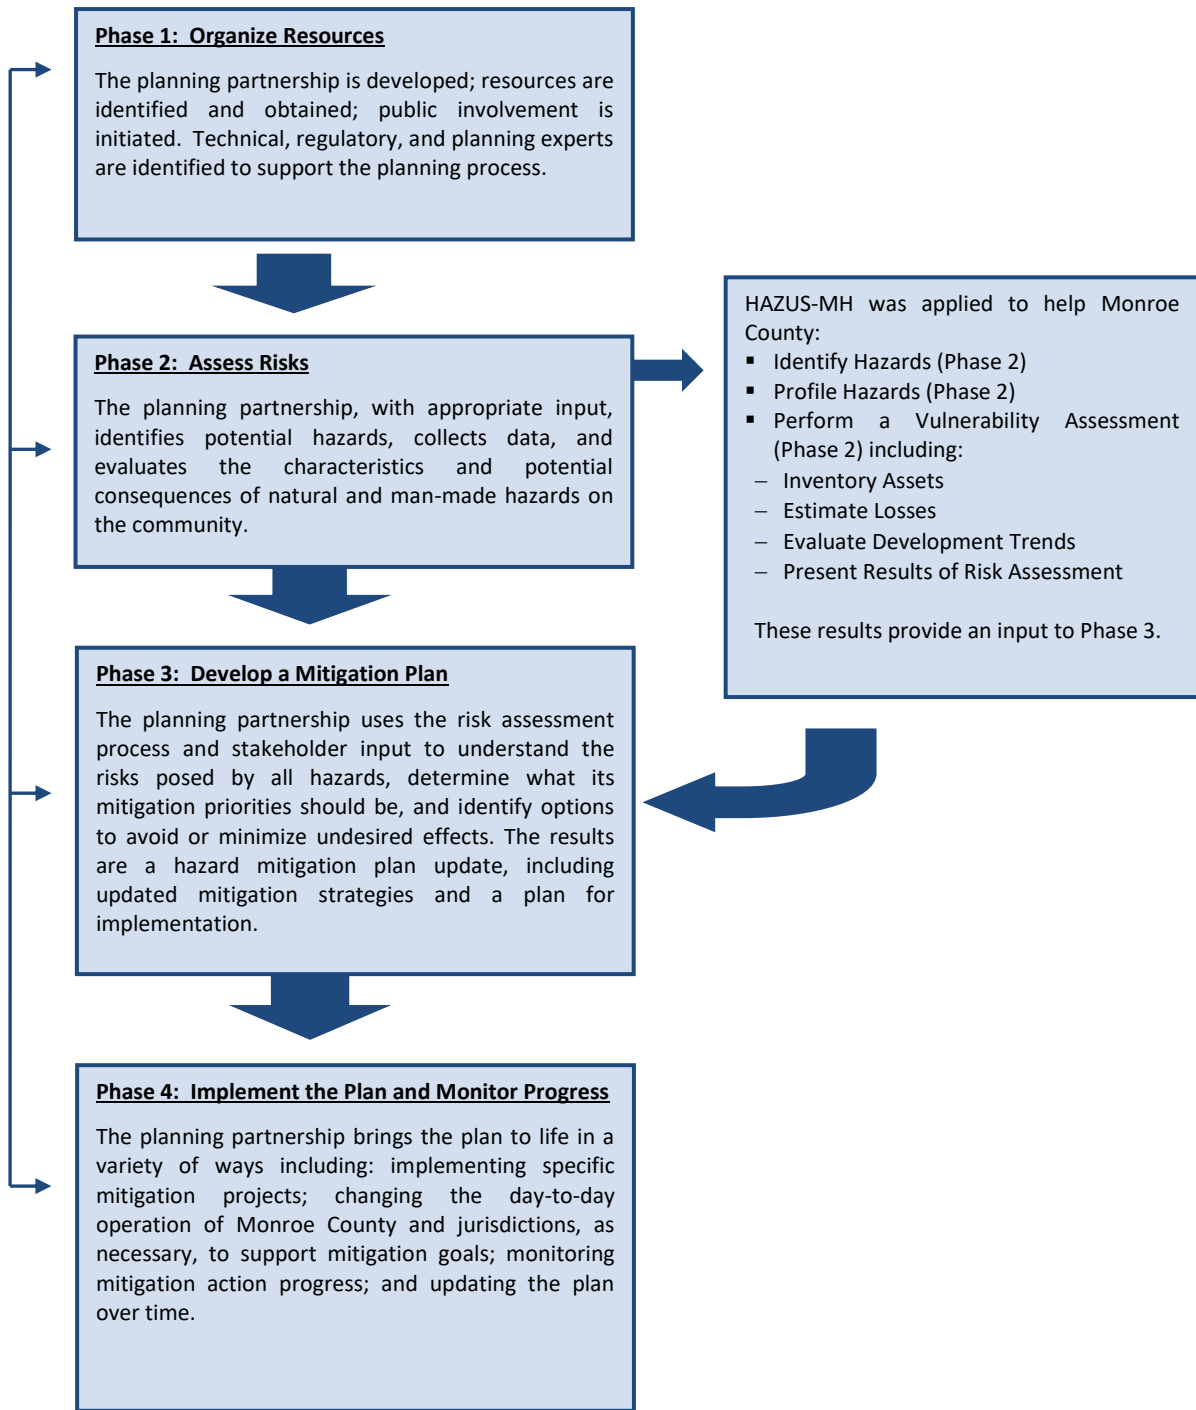 Phase 1:  Organize Resources
The planning partnership is developed; resources are
identified and obtained; public involvement is
initiated.  Technical, regulatory, and planning experts
are identified to support the planning process.
Phase 2:  Assess Risks
The planning partnership, with appropriate input,
identifies potential hazards, collects data, and
evaluates the characteristics and potential
consequences of natural and man-made hazards on
the community.
HAZUS-MH was applied to help Monroe
County:
▪ Identify Hazards (Phase 2)
▪ Profile Hazards (Phase 2)
▪ Perform a Vulnerability Assessment
(Phase 2) including:
– Inventory Assets
– Estimate Losses
– Evaluate Development Trends
– Present Results of Risk Assessment
These results provide an input to Phase 3.
Phase 3:  Develop a Mitigation Plan
The planning partnership uses the risk assessment
process and stakeholder input to understand the
risks posed by all hazards, determine what its
mitigation priorities should be, and identify options
to avoid or minimize undesired effects. The results
are a hazard mitigation plan update, including
updated mitigation strategies and a plan for
implementation.
Phase 4:  Implement the Plan and Monitor Progress
The planning partnership brings the plan to life in a
variety of ways including: implementing specific
mitigation projects; changing the day-to-day
operation of Monroe County and jurisdictions, as
necessary, to support mitigation goals; monitoring
mitigation action progress; and updating the plan
over time.